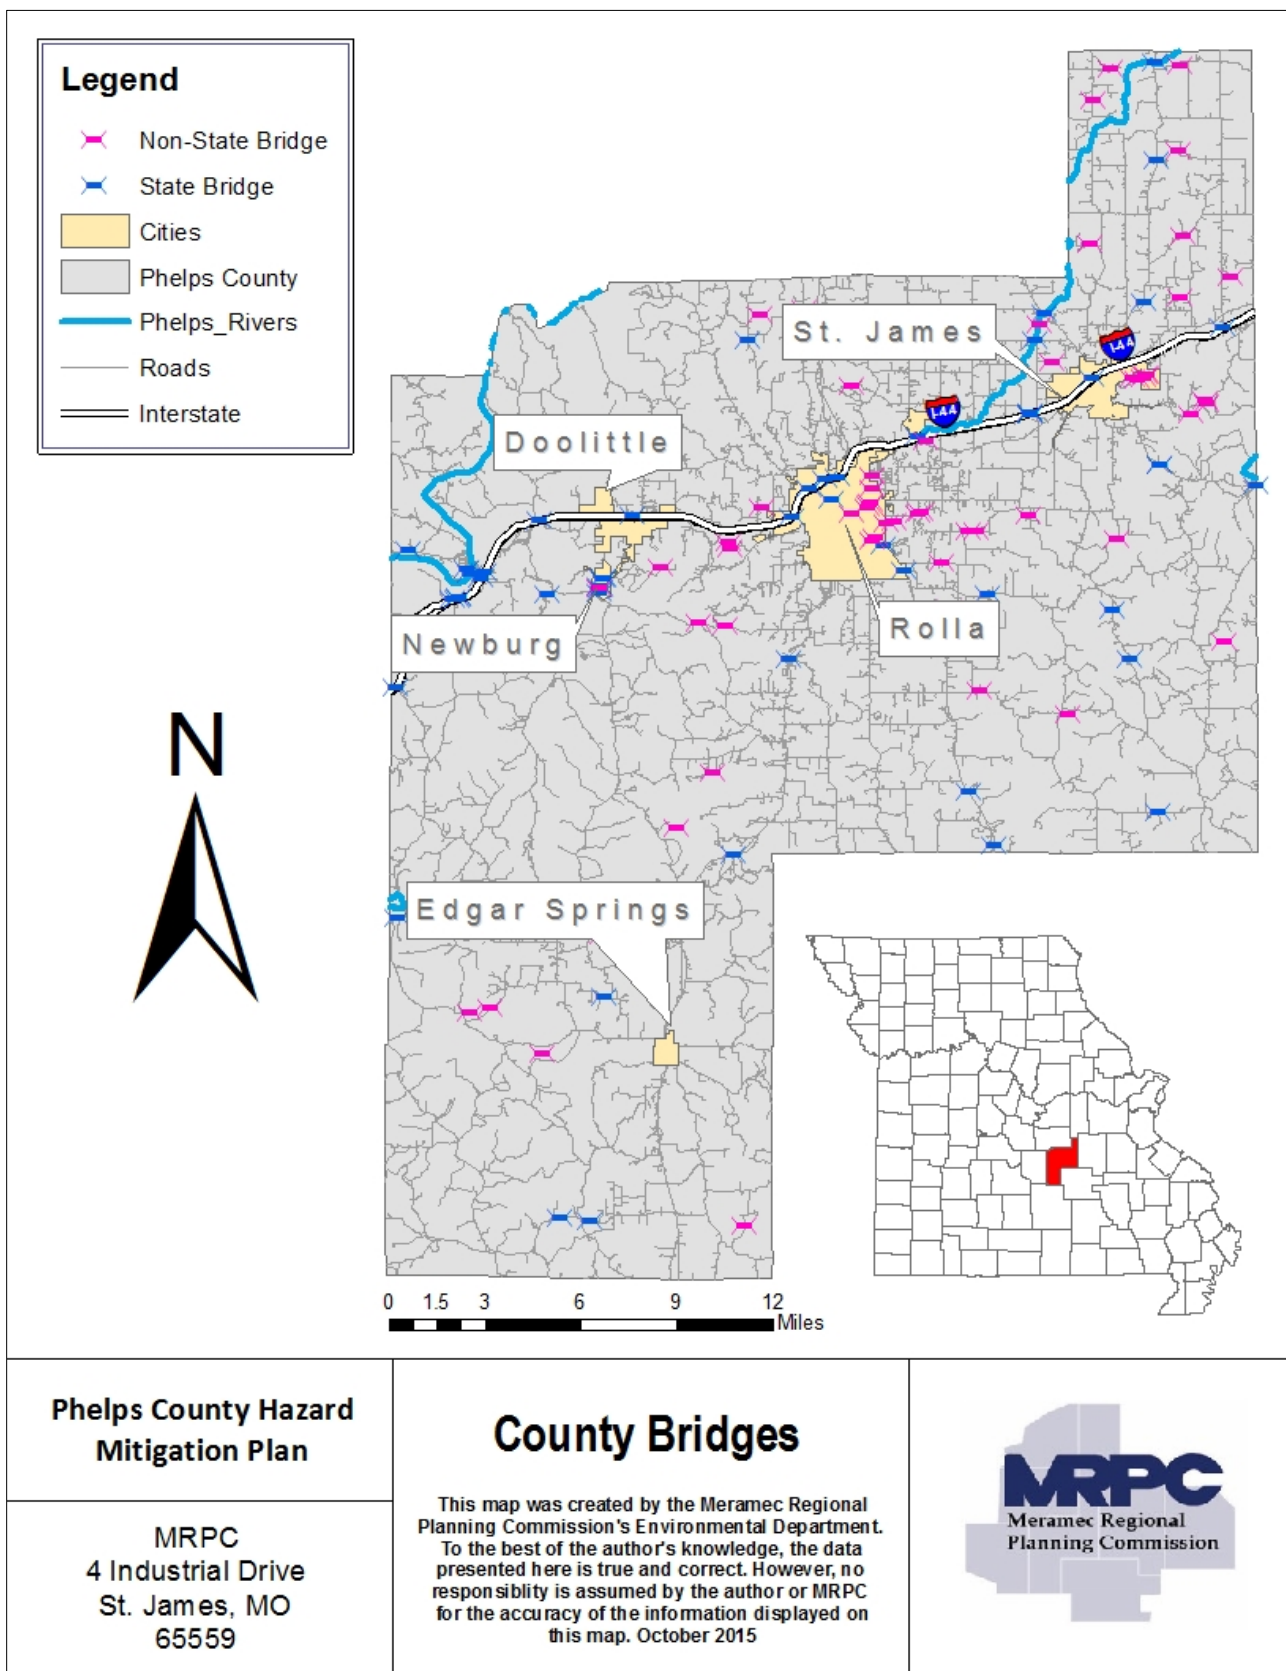 Legend
Non-State Bridge
State Bridge
Cities
Phelps County
Phelps_Rivers
Roads
Interstate
St. James
I-44
I-44
Doolittle
Newburg
Rolla
N
Edgar Springs
0 1.5 3 6 9 12
Miles
Phelps County Hazard
Mitigation Plan
MRPC
4 Industrial Drive
St. James, MO
65559
County Bridges
This map was created by the Meramec Regional
Planning Commission's Environmental Department.
To the best of the author's knowledge, the data
presented here is true and correct. However, no
responsiblity is assumed by the author or MRPC
for the accuracy of the information displayed on
this map. October 2015
MRPC
Meramec Regional
Planning Commission